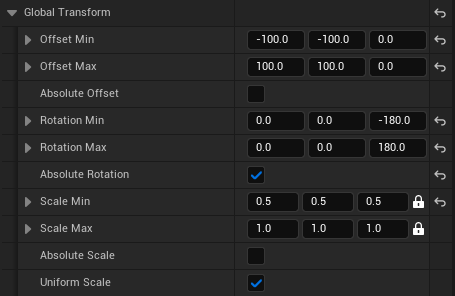 Global Transform
Offset Min -100.0 -100.0 0.0
Offset Max 100.0 100.0 0.0
Absolute Offset
Rotation Min 0.0 0.0 -180.0
Rotation Max 0.0 0.0 180.0
Absolute Rotation
Scale Min 0.5 0.5 0.5
Scale Max 1.0 1.0 1.0
Absolute Scale
Uniform Scale